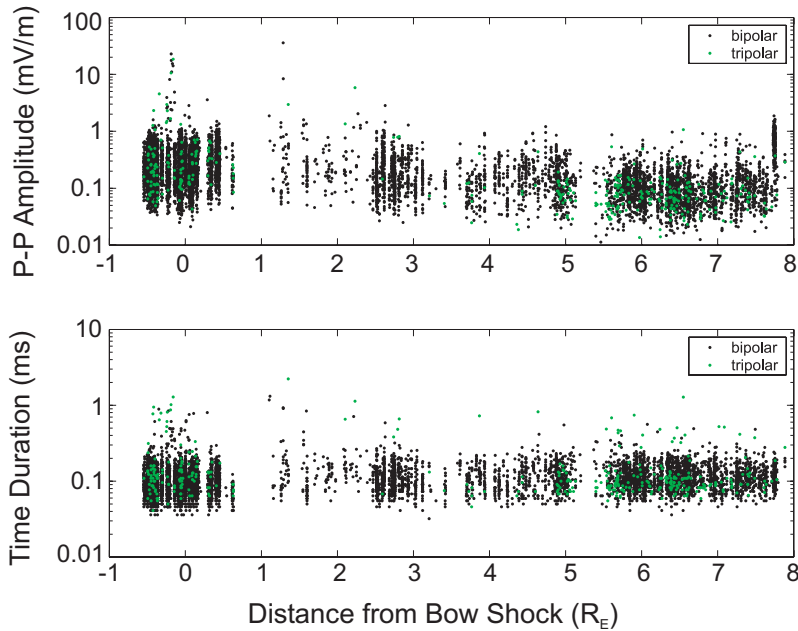 100
10
1
0.1
0.01
P-P Amplitude (mV/m)
bipolar
tripolar
-1 0 1 2 3 4 5 6 7 8
10
1
0.1
0.01
Time Duration (ms)
bipolar
tripolar
-1 0 1 2 3 4 5 6 7 8
Distance from Bow Shock (R_E)